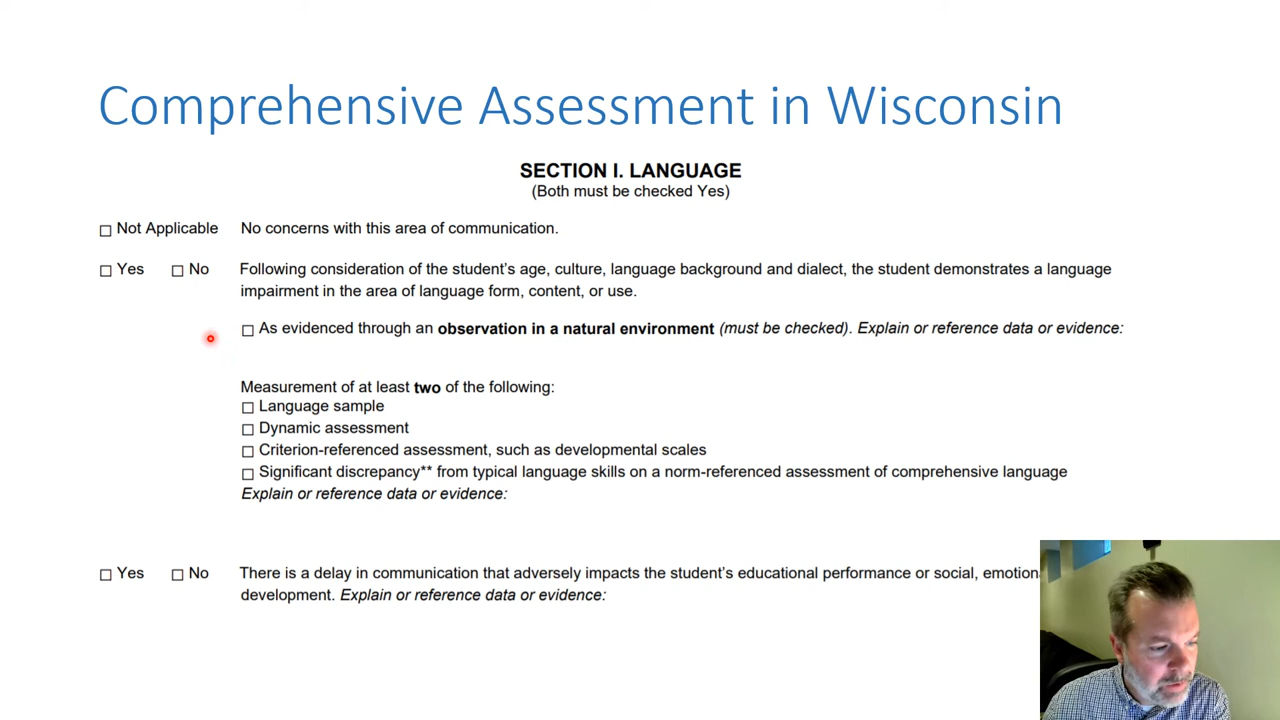 Comprehensive Assessment in Wisconsin
SECTION I. LANGUAGE
(Both must be checked Yes)
☐ Not Applicable No concerns with this area of communication.
☐ Yes ☐ No Following consideration of the student's age, culture, language background and dialect, the student demonstrates a language
impairment in the area of language form, content, or use.
☐ As evidenced through an observation in a natural environment (must be checked). Explain or reference data or evidence:
Measurement of at least two of the following:
☐ Language sample
☐ Dynamic assessment
☐ Criterion-referenced assessment, such as developmental scales
☐ Significant discrepancy** from typical language skills on a norm-referenced assessment of comprehensive language
Explain or reference data or evidence:
☐ Yes ☐ No There is a delay in communication that adversely impacts the student's educational performance or social,
development. Explain or reference data or evidence: